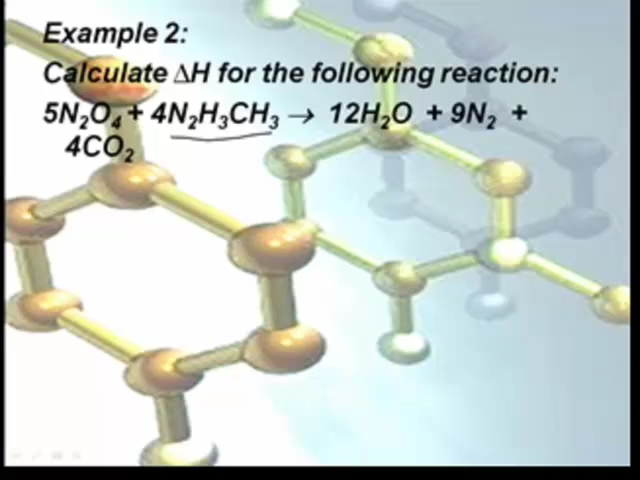 Example 2:
Calculate ΔH for the following reaction:
5N₂O₄ + 4N₂H₃CH₃ → 12H₂O + 9N₂ +
4CO₂